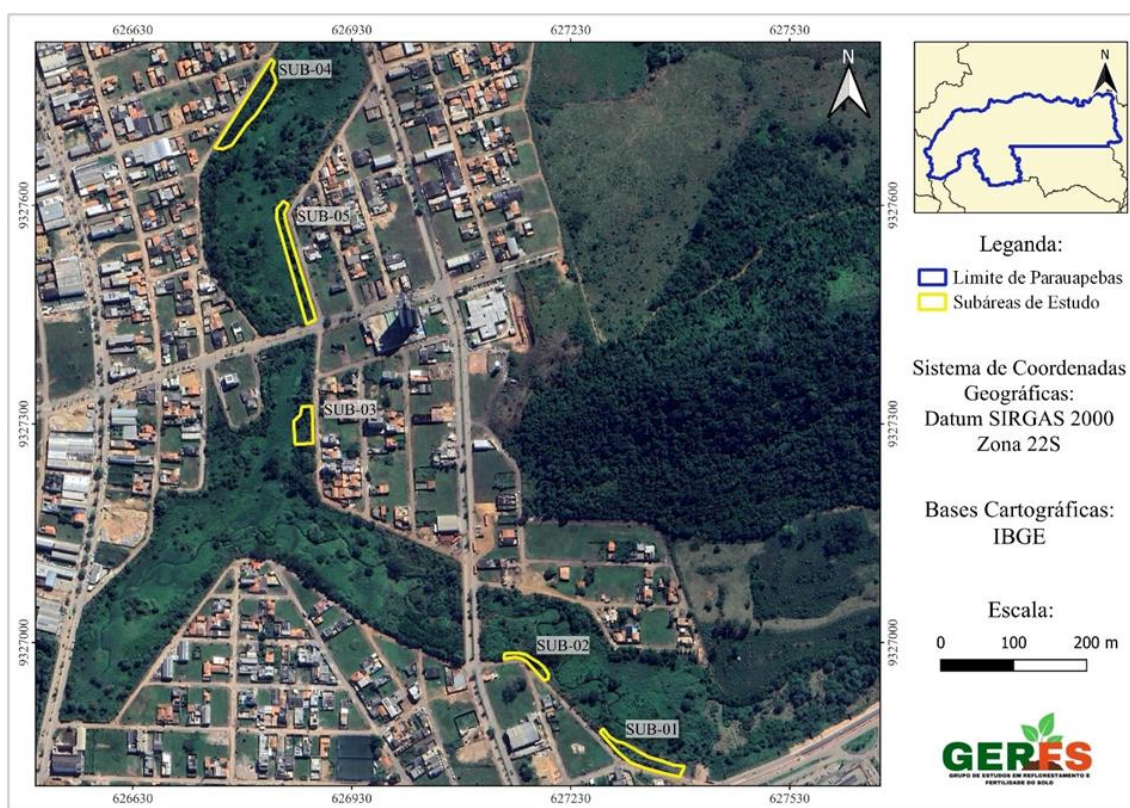 626630
626930
627230
627530
SUB-04
N
N
9327600
9327600
SUB-05
Leganda:
Limite de Parauapebas
Subáreas de Estudo
Sistema de Coordenadas
Geográficas:
Datum SIRGAS 2000
Zona 22S
SUB-03
9327300
9327300
Bases Cartográficas:
IBGE
Escala:
0 100 200 m
9327000
9327000
SUB-02
SUB-01
GERFS
GRUPO DE ESTUDOS EM REFLORESTAMENTO E
FERTILIDADE DO SOLO
626630
626930
627230
627530